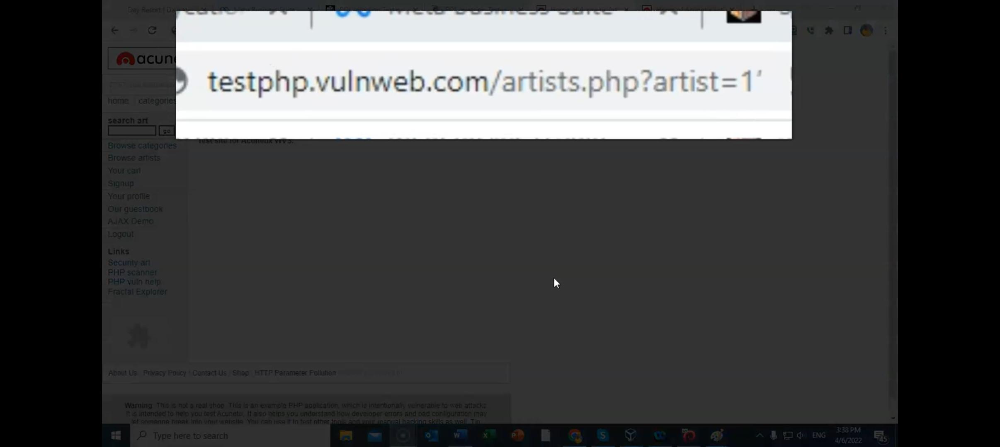 Day Resort | Da
Meta Business Suite
testphp.vulnweb.com/artists.php?artist=1'
acun
home
categories
search art
go
Test site for Acunetix WVS.
Browse categories
Browse artists
Your cart
Signup
Your profile
Our guestbook
AJAX Demo
Logout
Links
Security art
PHP scanner
PHP vuln help
Fractal Explorer
About Us | Privacy Policy | Contact Us | Shop | HTTP Parameter Pollution
Warning: This is not a real shop. This is an example PHP application, which is intentionally vulnerable to web attacks.
It is intended to help you test Acunetix. It also helps you understand how developer errors and bad configuration may
let someone break into your website. You can use it to test other tools and your manual hacking skills as well. Tip:
Type here to search
ENG
3:38 PM
4/6/2022
45